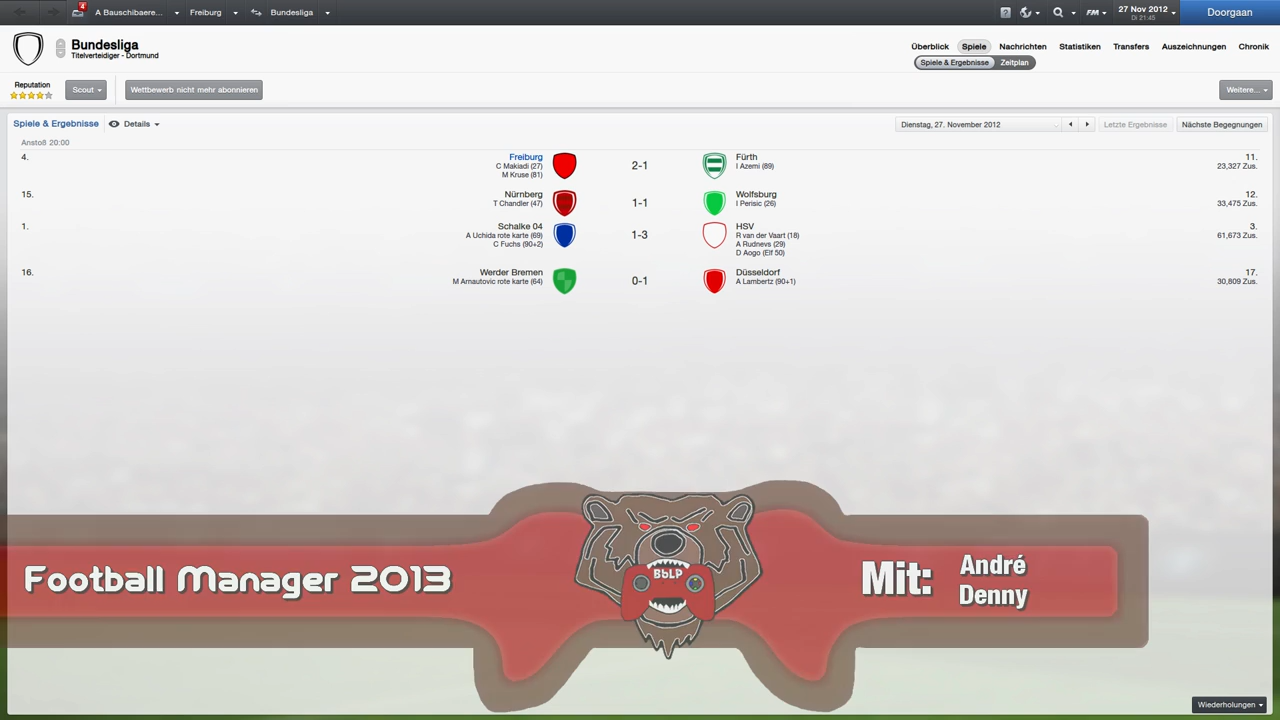 4
A Bauschibaere...
Freiburg
Bundesliga
FM
27 Nov 2012
Di 21:45
Doorgaan
Bundesliga
Titelverteidiger - Dortmund
Überblick
Spiele
Nachrichten
Statistiken
Transfers
Auszeichnungen
Chronik
Spiele & Ergebnisse
Zeitplan
Reputation
Scout
Wettbewerb nicht mehr abonnieren
Weitere...
Spiele & Ergebnisse
Details
Dienstag, 27. November 2012
Letzte Ergebnisse
Nächste Begegnungen
Anstoß 20:00
4.
Freiburg
C Makiadi (27)
M Kruse (81)
2-1
Fürth
I Azemi (89)
11.
23,327 Zus.
15.
Nürnberg
T Chandler (47)
1-1
Wolfsburg
I Perisic (26)
12.
33,475 Zus.
1.
Schalke 04
A Uchida rote karte (69)
C Fuchs (90+2)
1-3
HSV
R van der Vaart (18)
A Rudnevs (29)
D Aogo (Elf 50)
3.
61,673 Zus.
16.
Werder Bremen
M Arnautovic rote karte (64)
0-1
Düsseldorf
A Lambertz (90+1)
17.
30,809 Zus.
Football Manager 2013
BbLP
Mit:
André
Denny
Wiederholungen